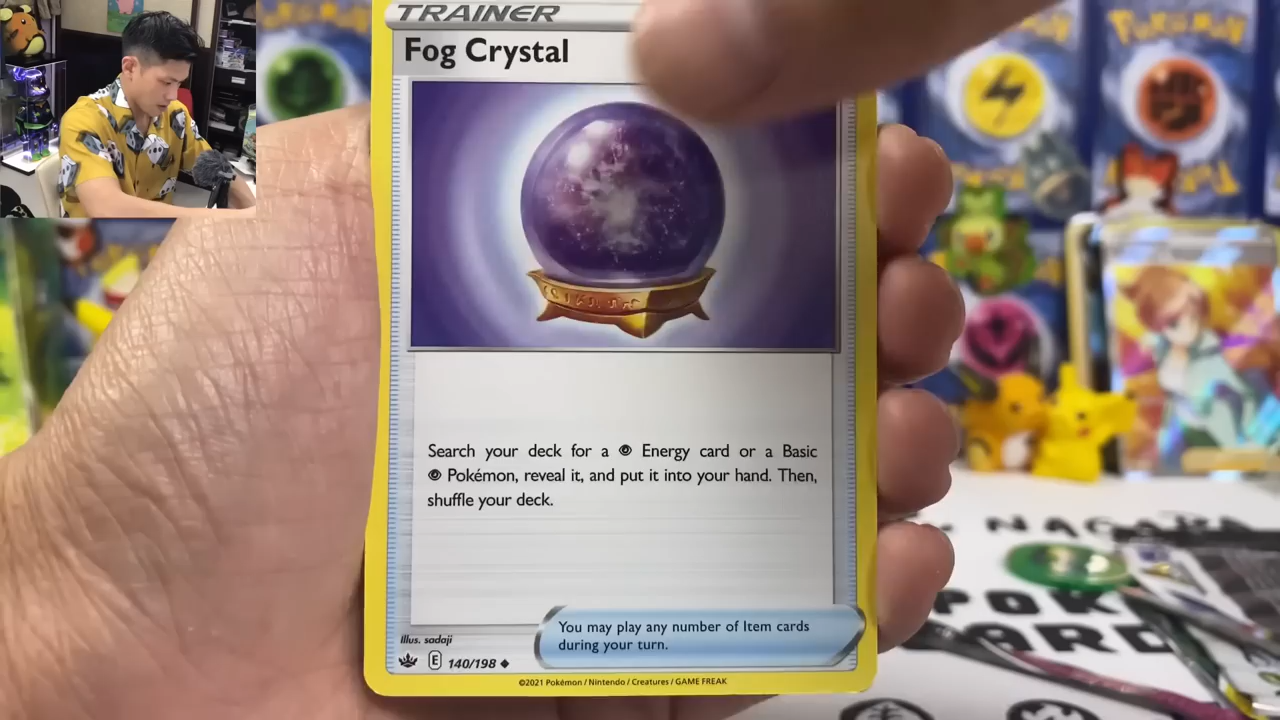 TRAINER
Fog Crystal
Search your deck for a Energy card or a Basic
Pokémon, reveal it, and put it into your hand. Then,
shuffle your deck.
You may play any number of Item cards
during your turn.
Illus. sadaji
E 140/198
©2021 Pokémon / Nintendo / Creatures / GAME FREAK